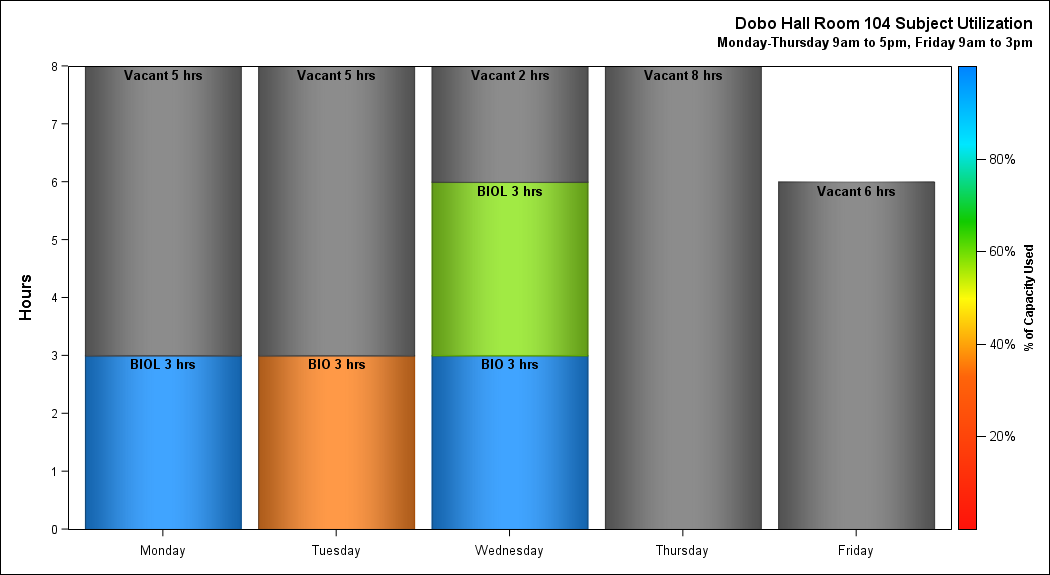 Dobo Hall Room 104 Subject Utilization
Monday-Thursday 9am to 5pm, Friday 9am to 3pm
8
7
6
5
4
3
2
1
0
Hours
Vacant 5 hrs
BIOL 3 hrs
Vacant 5 hrs
BIO 3 hrs
Vacant 2 hrs
BIOL 3 hrs
BIO 3 hrs
Vacant 8 hrs
Vacant 6 hrs
Monday
Tuesday
Wednesday
Thursday
Friday
80%
60%
40%
20%
% of Capacity Used